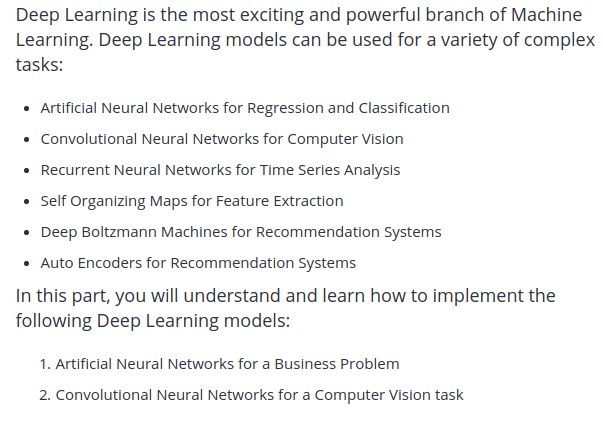 Deep Learning is the most exciting and powerful branch of Machine
Learning. Deep Learning models can be used for a variety of complex
tasks:
• Artificial Neural Networks for Regression and Classification
• Convolutional Neural Networks for Computer Vision
• Recurrent Neural Networks for Time Series Analysis
• Self Organizing Maps for Feature Extraction
• Deep Boltzmann Machines for Recommendation Systems
• Auto Encoders for Recommendation Systems
In this part, you will understand and learn how to implement the
following Deep Learning models:
1. Artificial Neural Networks for a Business Problem
2. Convolutional Neural Networks for a Computer Vision task